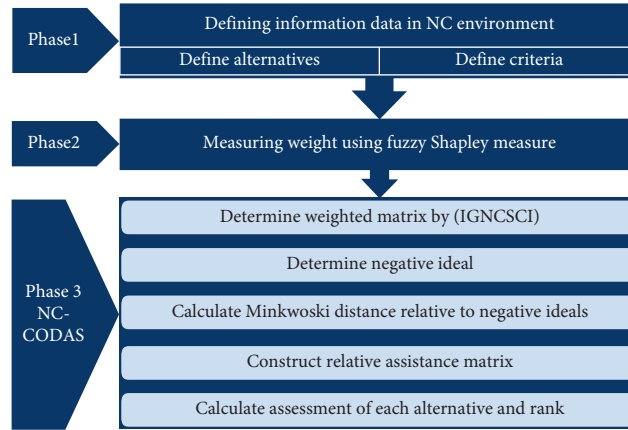 Phase1
Defining information data in NC environment
Define alternatives
Define criteria
Phase2
Measuring weight using fuzzy Shapley measure
Phase 3
NC-
CODAS
Determine weighted matrix by (IGNCSCI)
Determine negative ideal
Calculate Minkwoski distance relative to negative ideals
Construct relative assistance matrix
Calculate assessment of each alternative and rank